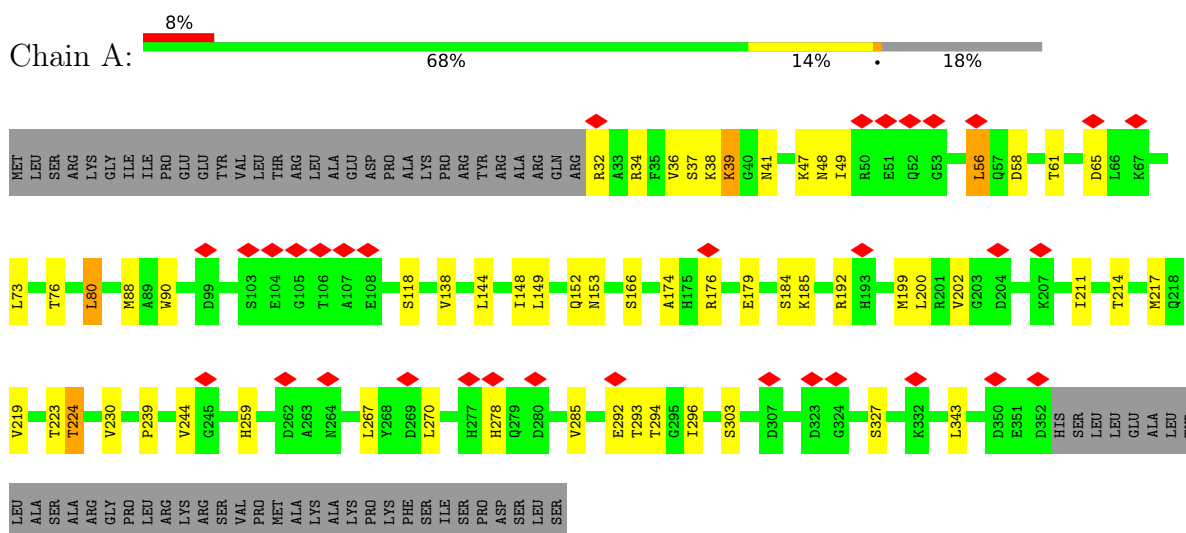 8%
Chain A:
68% 14% • 18%
MET LEU SER ARG LYS GLY ILE ILE PRO GLU GLU TYR VAL LEU THR ARG LEU ALA GLU ASP PRO ALA LYS PRO ARG TYR ARG ALA ARG GLN ARG R32 A33 R34 F35 V36 S37 K38 K39 G40 N41 K47 N48 I49 R50 E51 Q52 G53 L56 Q57 D58 T61 D65 L66 K67
L73 T76 L80 M88 A89 W90 D99 S103 E104 G105 T106 A107 E108 S118 V138 L144 I148 L149 Q152 N153 S166 A174 H175 R176 E179 S184 K185 R192 H193 M199 L200 R201 V202 G203 D204 K207 I211 T214 M217 Q218
V219 T223 T224 V230 P239 V244 G245 H259 D262 A263 N264 L267 Y268 D269 L270 H277 H278 Q279 D280 V285 E292 T293 T294 G295 I296 S303 D307 D323 G324 S327 K332 L343 D350 E351 D352 HIS SER LEU LEU GLU ALA LEU
LEU ALA SER ALA ARG GLY PRO LEU ARG LYS ARG SER VAL PRO MET ALA LYS ALA LYS PRO LYS PHE SER ILE SER PRO ASP SER LEU SER